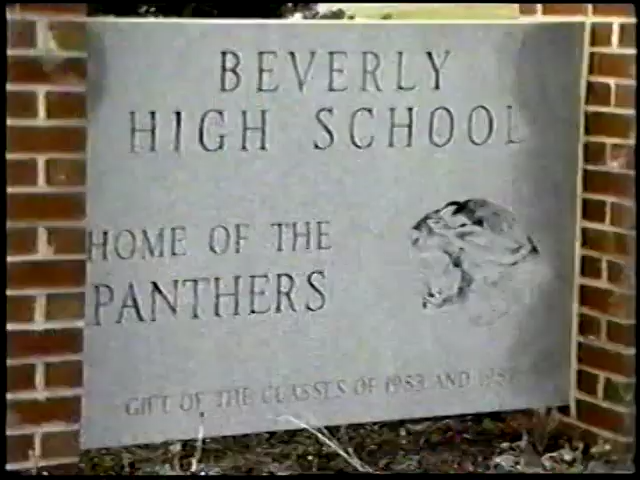 BEVERLY
HIGH SCHOOL
HOME OF THE
PANTHERS
GIFT OF THE CLASSES OF 1953 AND